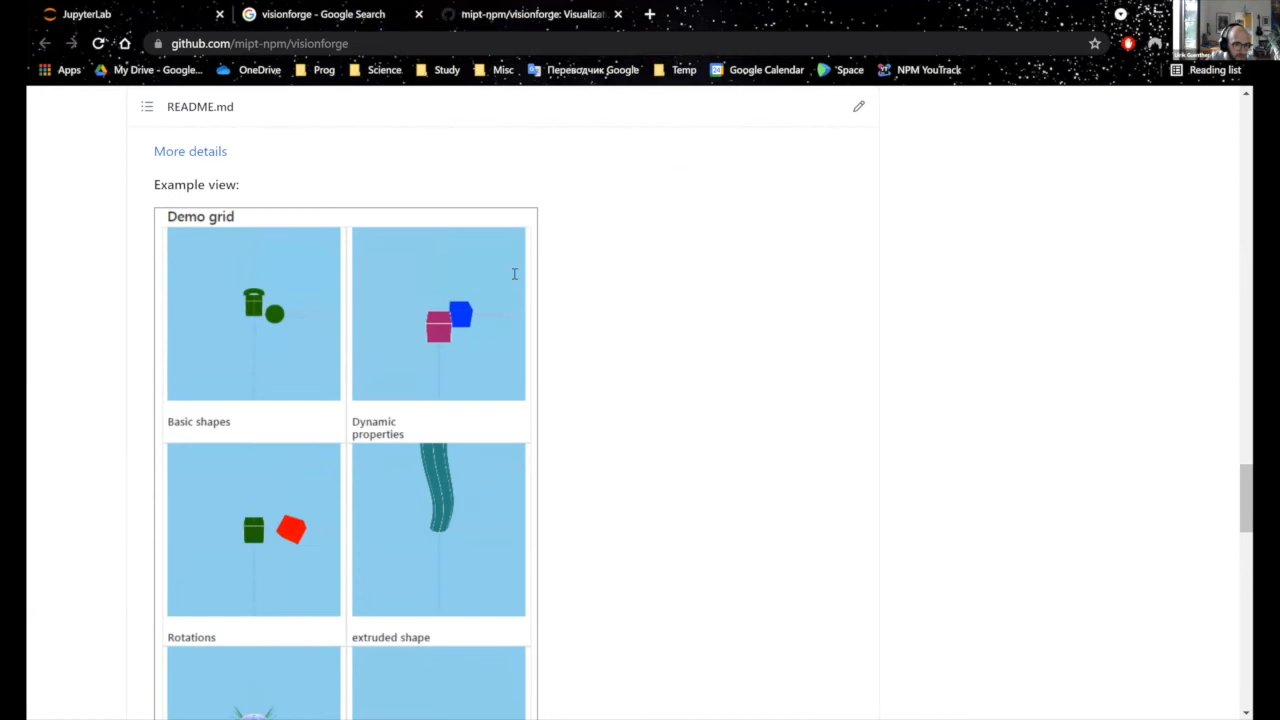 JupyterLab
visionforge - Google Search
mipt-npm/visionforge: Visualizat
github.com/mipt-npm/visionforge
Apps
My Drive - Google...
OneDrive
Prog
Science
Study
Misc
Переводчик Google
Temp
Google Calendar
Space
NPM YouTrack
Reading list
README.md
More details
Example view:
Demo grid
Basic shapes
Dynamic
properties
Rotations
extruded shape